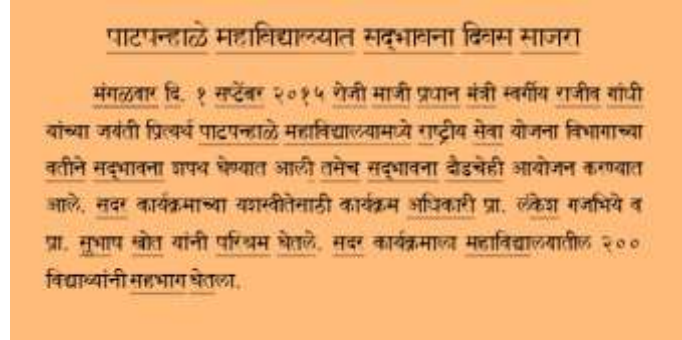 पाटपन्हाळे महाविद्यालयात सद्‌भावना दिवस साजरा
मंगळवार दि. १ सप्टेंबर २०१५ रोजी माजी प्रधान मंत्री स्वर्गीय राजीव गांधी
यांच्या जयंती प्रित्यर्थ पाटपन्हाळे महाविद्यालयामध्ये राष्ट्रीय सेवा योजना विभागाच्या
वतीने सद्‌भावना शपथ घेण्यात आली तसेच सद्‌भावना दौडचेही आयोजन करण्यात
आले. सदर कार्यक्रमाच्या यशस्वीतेसाठी कार्यक्रम अधिकारी प्रा. लंकेश गजभिये व
प्रा. सुभाष खोत यांनी परिश्रम घेतले. सदर कार्यक्रमाला महाविद्यालयातील २००
विद्यार्थ्यांनी सहभाग घेतला.